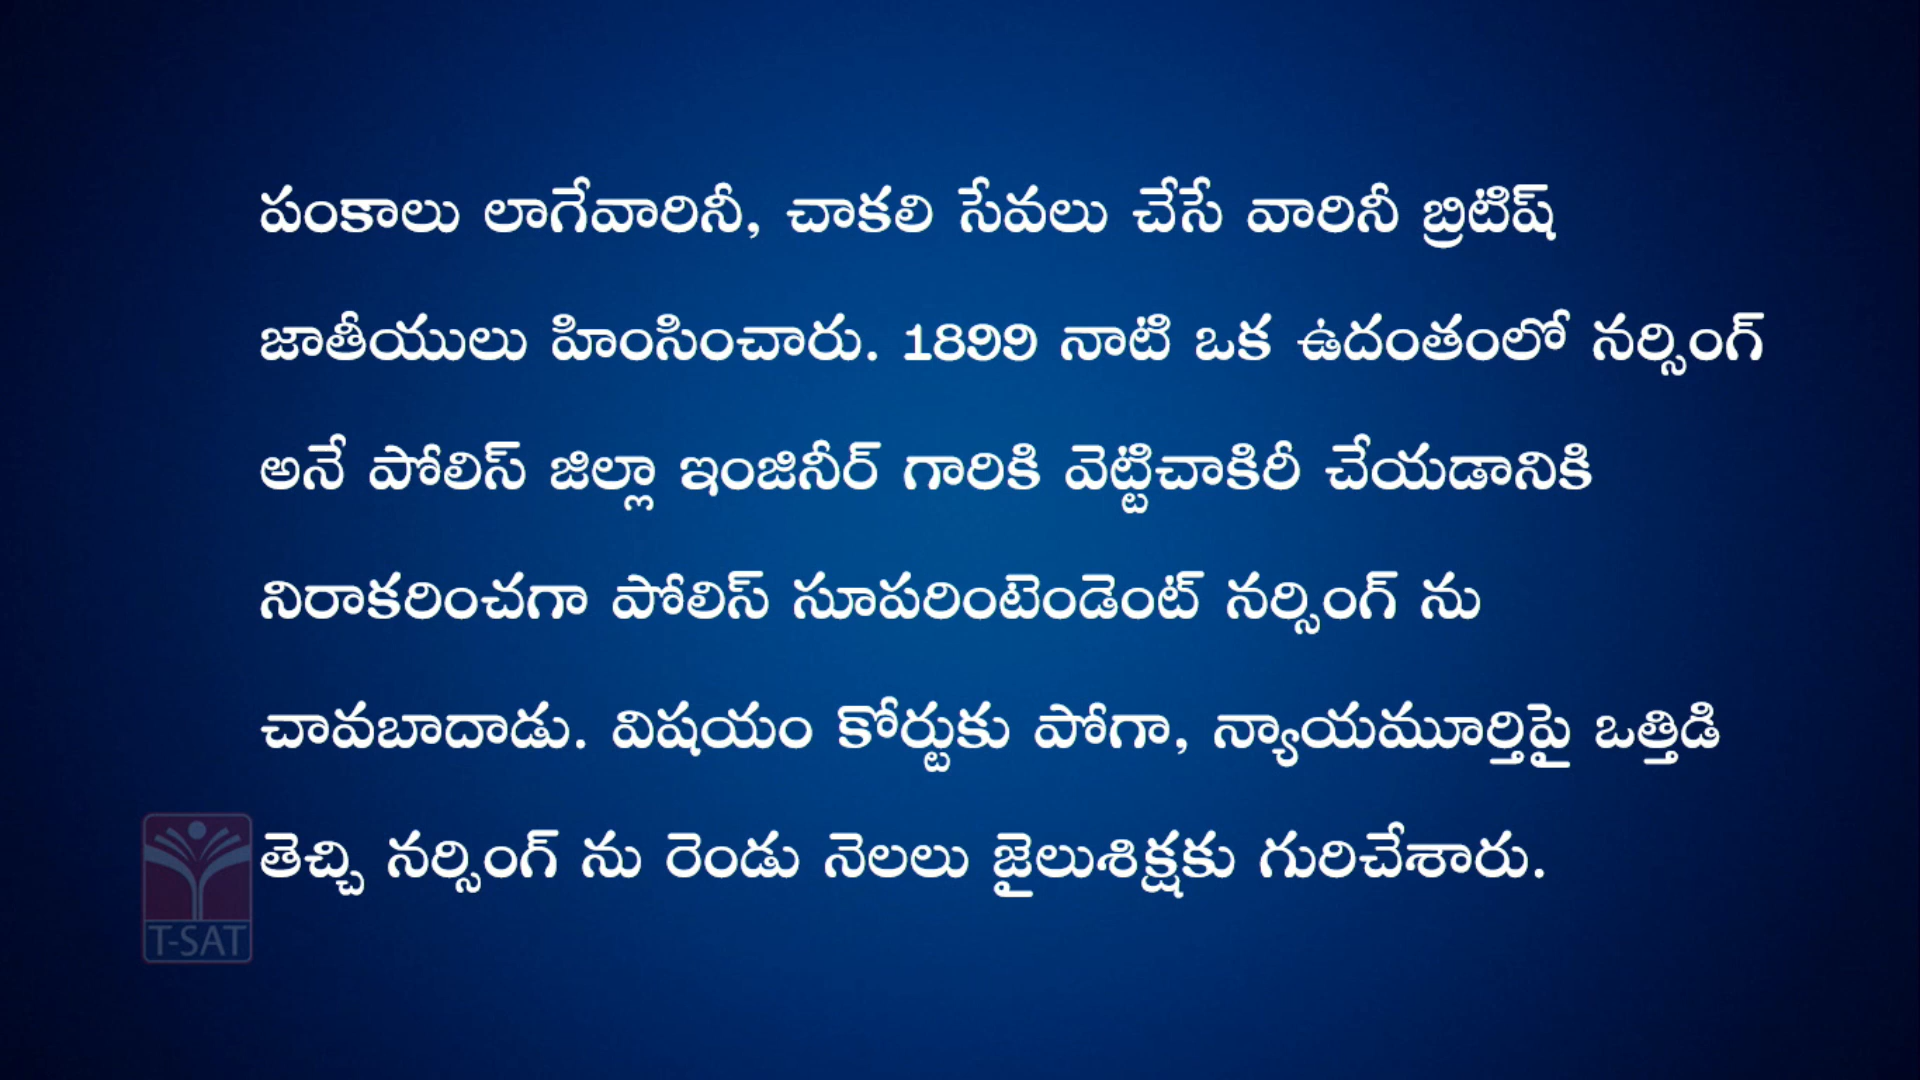 పంకాలు లాగేవారినీ, చాకలి సేవలు చేసే వారినీ బ్రిటిష్
జాతీయులు హింసించారు. 1899 నాటి ఒక ఉదంతంలో నర్సింగ్
అనే పోలిస్ జిల్లా ఇంజినీర్ గారికి వెట్టిచాకిరీ చేయడానికి
నిరాకరించగా పోలిస్ సూపరింటెండెంట్ నర్సింగ్ ను
చావబాదాడు. విషయం కోర్టుకు పోగా, న్యాయమూర్తిపై ఒత్తిడి
తెచ్చి నర్సింగ్ ను రెండు నెలలు జైలుశిక్షకు గురిచేశారు.
T-SAT